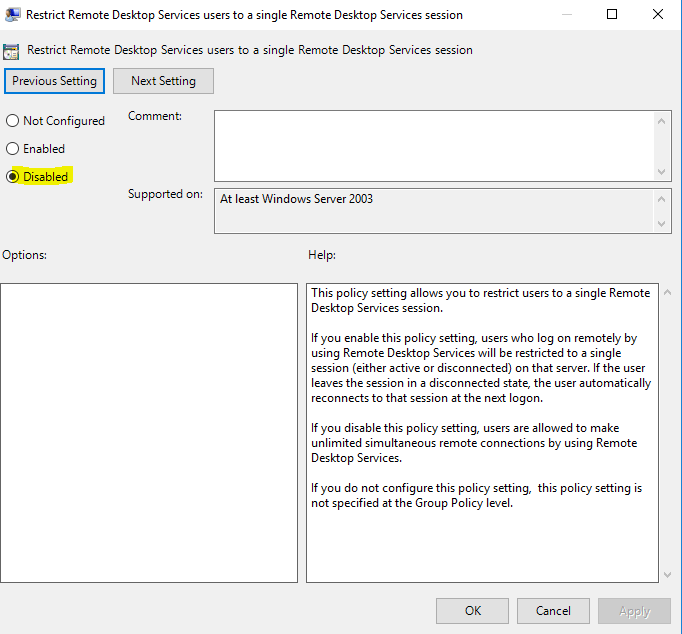 Restrict Remote Desktop Services users to a single Remote Desktop Services session
Restrict Remote Desktop Services users to a single Remote Desktop Services session
Previous Setting
Next Setting
Not Configured
Enabled
Disabled
Comment:
Supported on:
At least Windows Server 2003
Options:
Help:
This policy setting allows you to restrict users to a single Remote
Desktop Services session.
If you enable this policy setting, users who log on remotely by
using Remote Desktop Services will be restricted to a single
session (either active or disconnected) on that server. If the user
leaves the session in a disconnected state, the user automatically
reconnects to that session at the next logon.
If you disable this policy setting, users are allowed to make
unlimited simultaneous remote connections by using Remote
Desktop Services.
If you do not configure this policy setting,  this policy setting is
not specified at the Group Policy level.
OK
Cancel
Apply